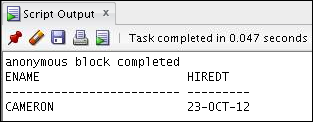 Script Output x
Task completed in 0.047 seconds
anonymous block completed
ENAME                    HIREDT
------------------------ ---------
CAMERON                  23-OCT-12